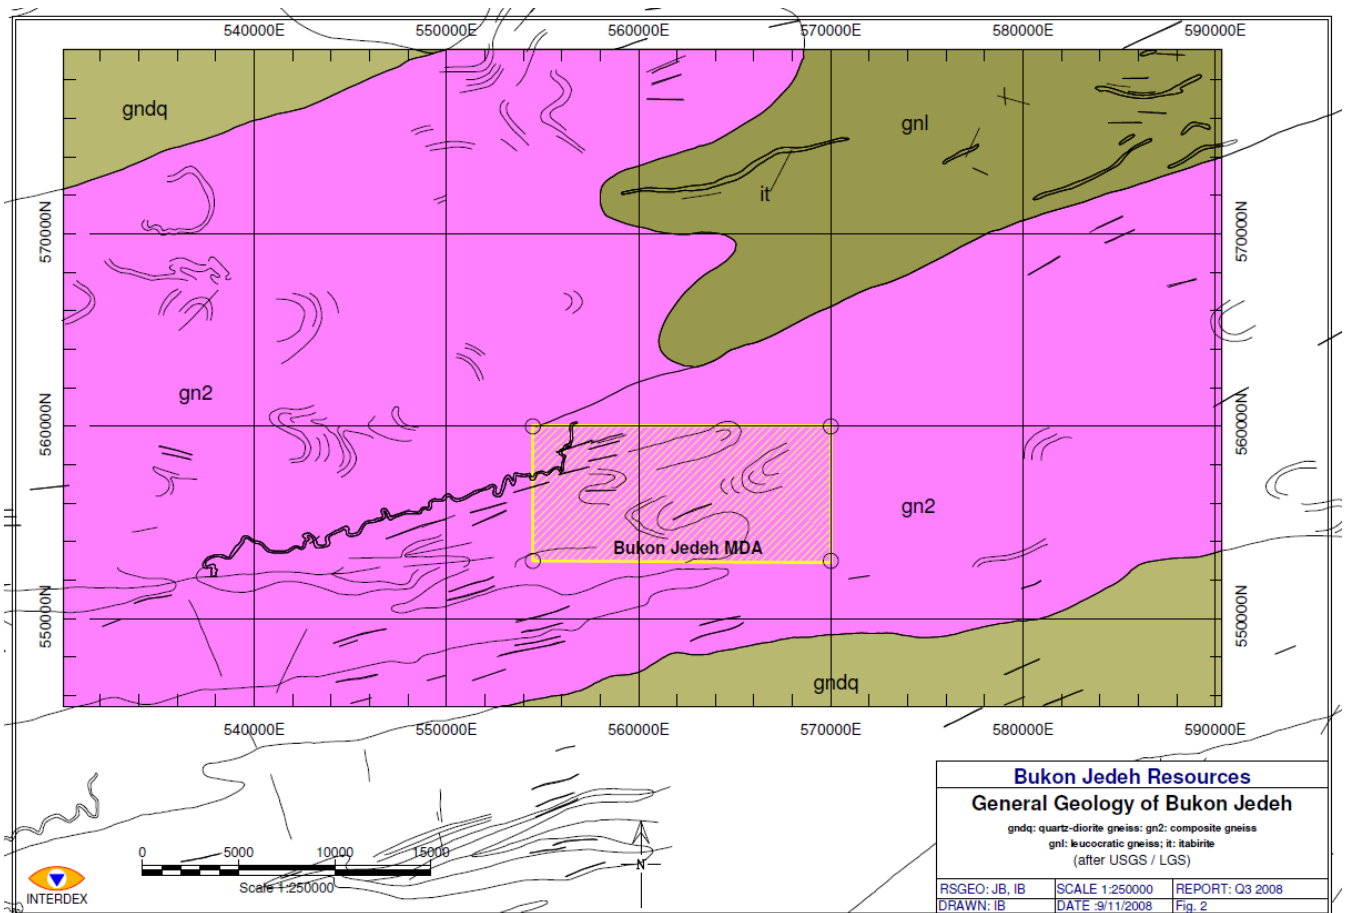 540000E 550000E 560000E 570000E 580000E 590000E
gndq
gnl
it
570000N 570000N
gn2
560000N 560000N
gn2
Bukon Jedeh MDA
550000N 550000N
gndq
540000E 550000E 560000E 570000E 580000E 590000E
Bukon Jedeh Resources
General Geology of Bukon Jedeh
gndq: quartz-diorite gneiss: gn2: composite gneiss
gnl: leucocratic gneiss; it: itabirite
(after USGS / LGS)
RSGEO: JB, IB SCALE 1:250000 REPORT: Q3 2008
DRAWN: IB DATE :9/11/2008 Fig. 2
0 5000 10000 15000
Scale 1:250000
N
INTERDEX